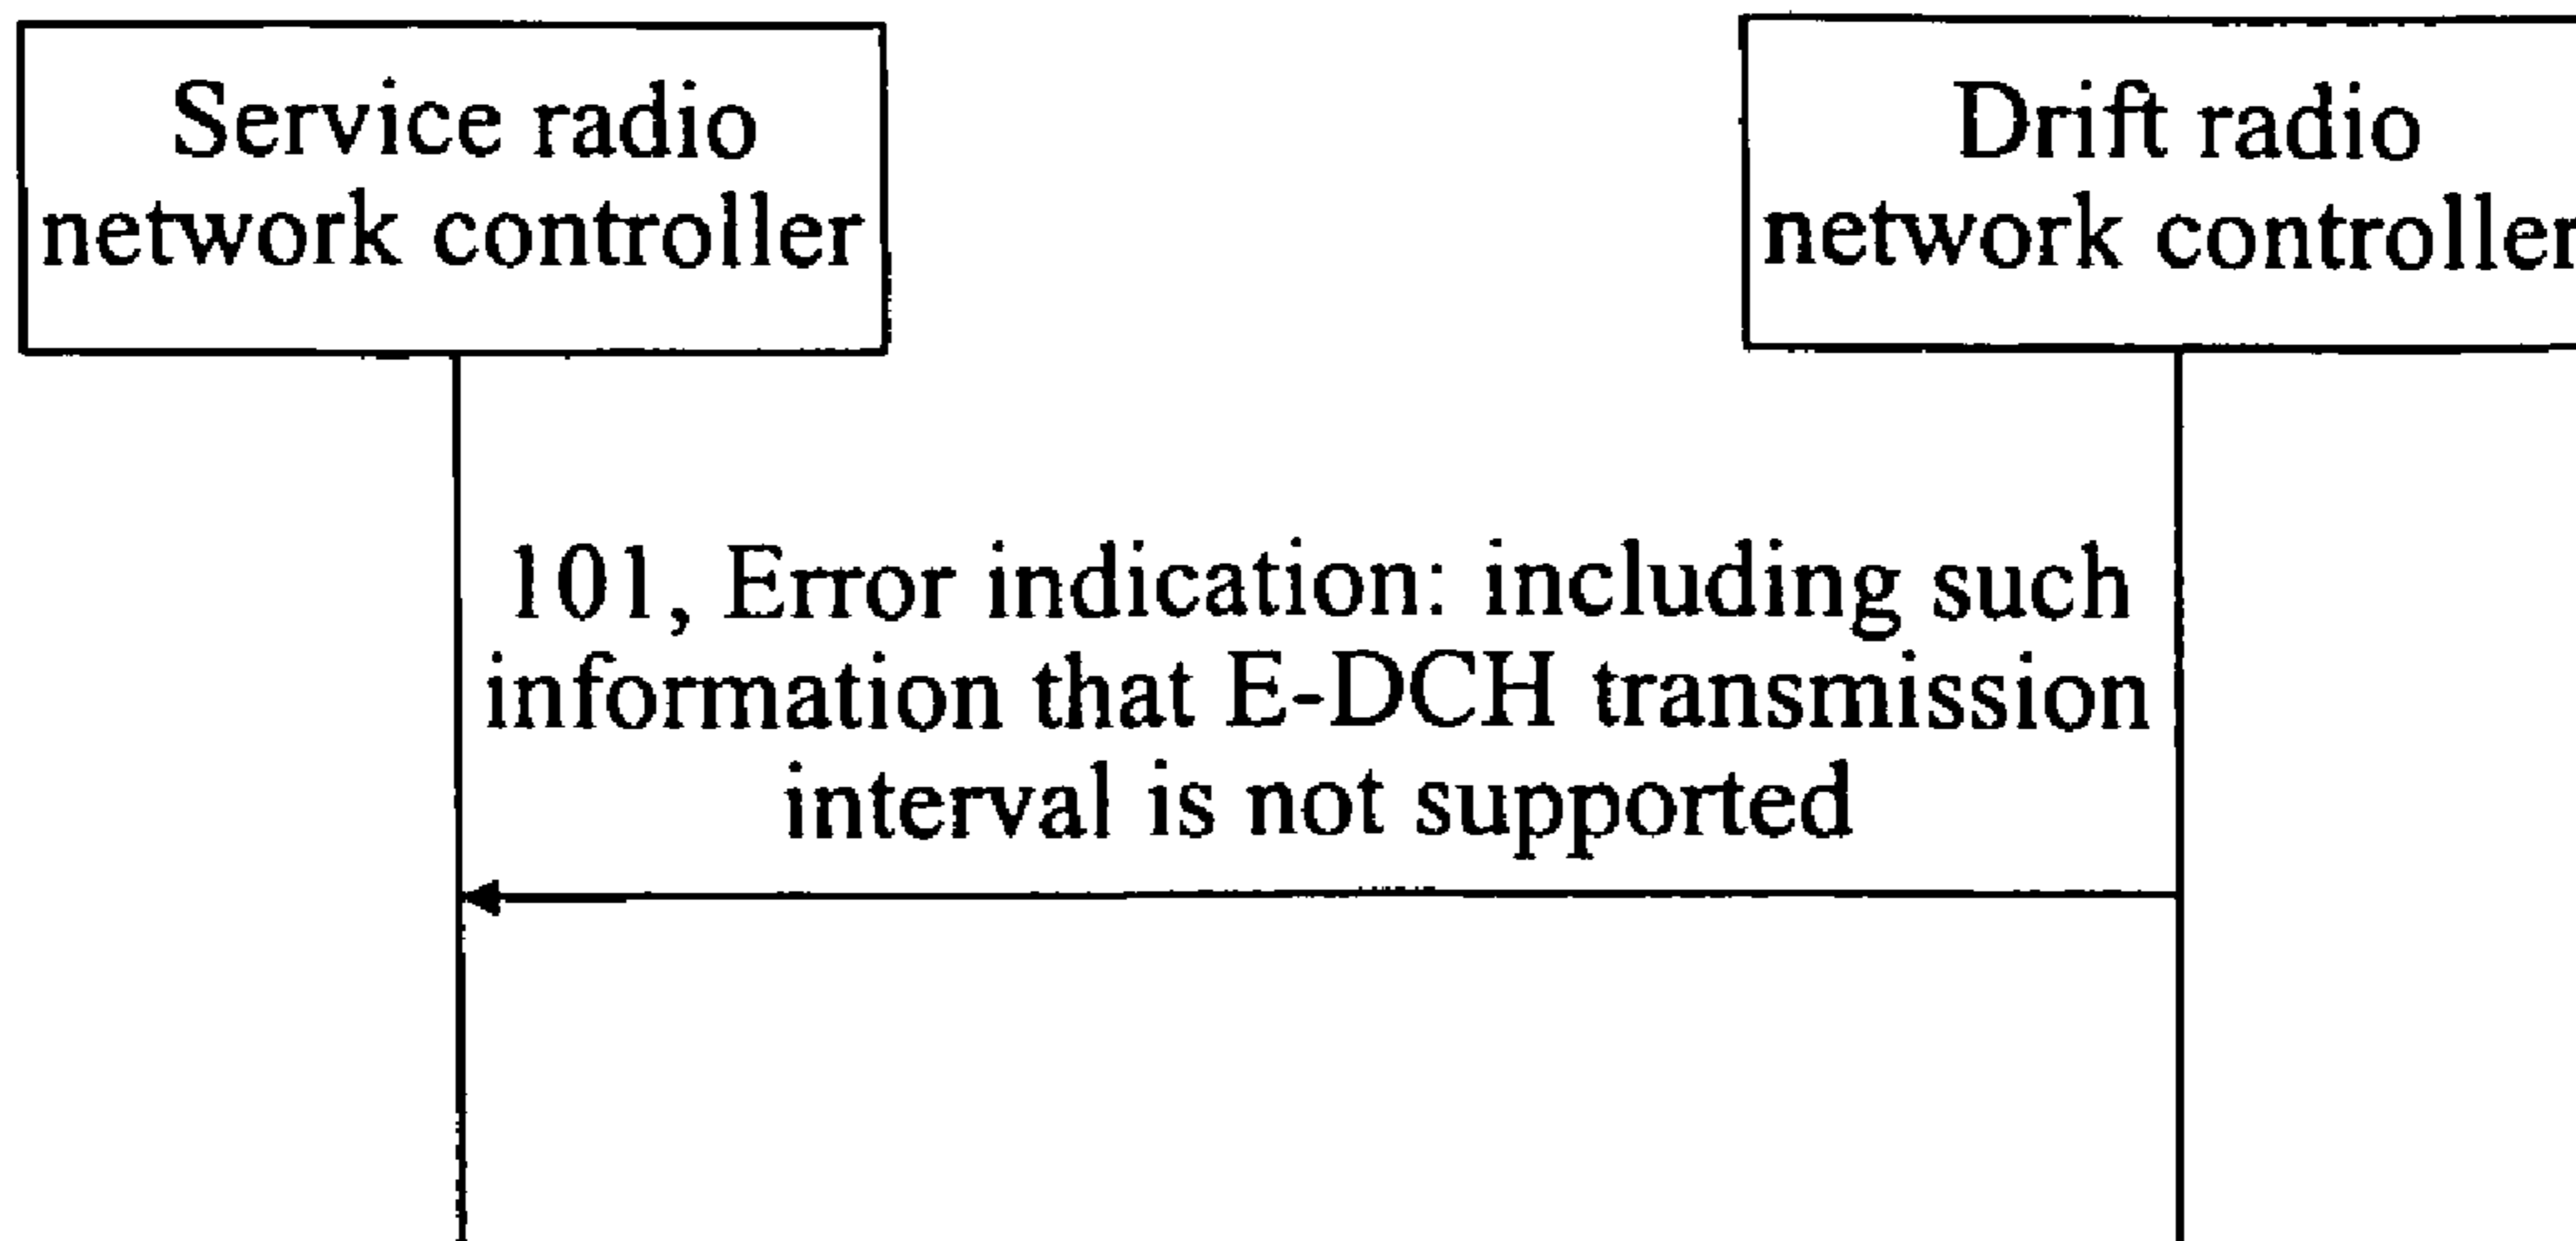 Service radio
network controller
Drift radio
network controller
101, Error indication: including such
information that E-DCH transmission
interval is not supported